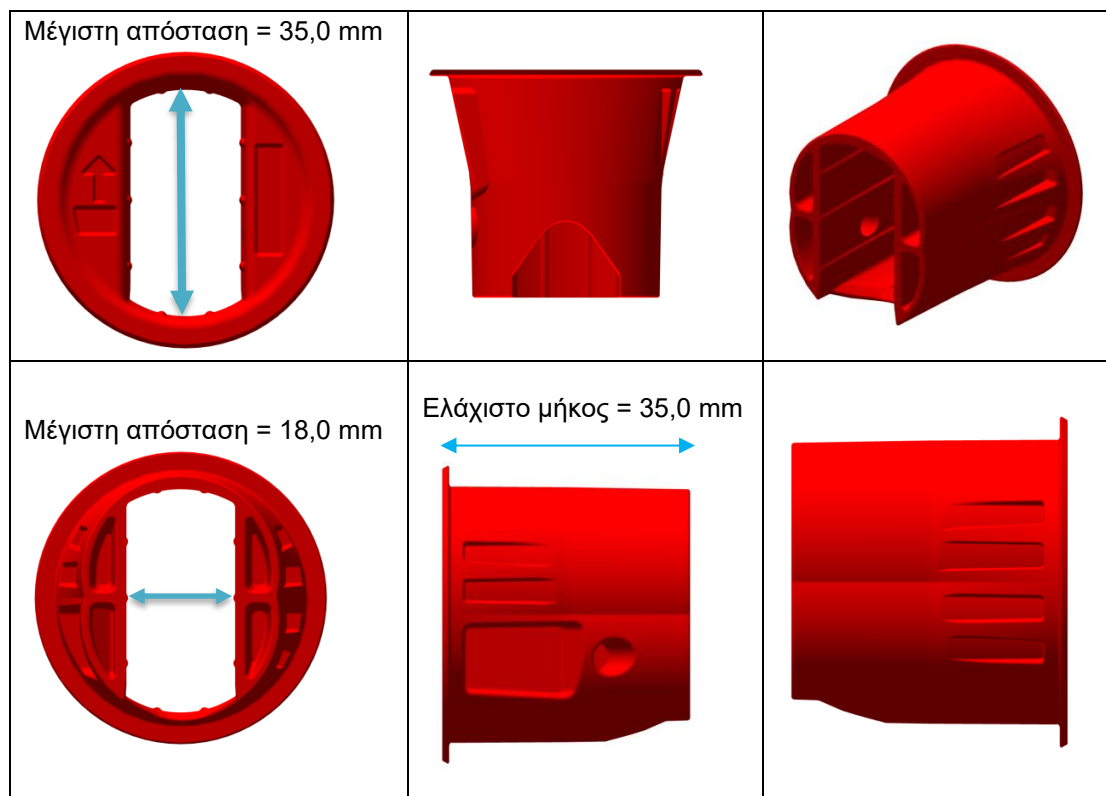 Μέγιστη απόσταση = 35,0 mm
Μέγιστη απόσταση = 18,0 mm
Ελάχιστο μήκος = 35,0 mm